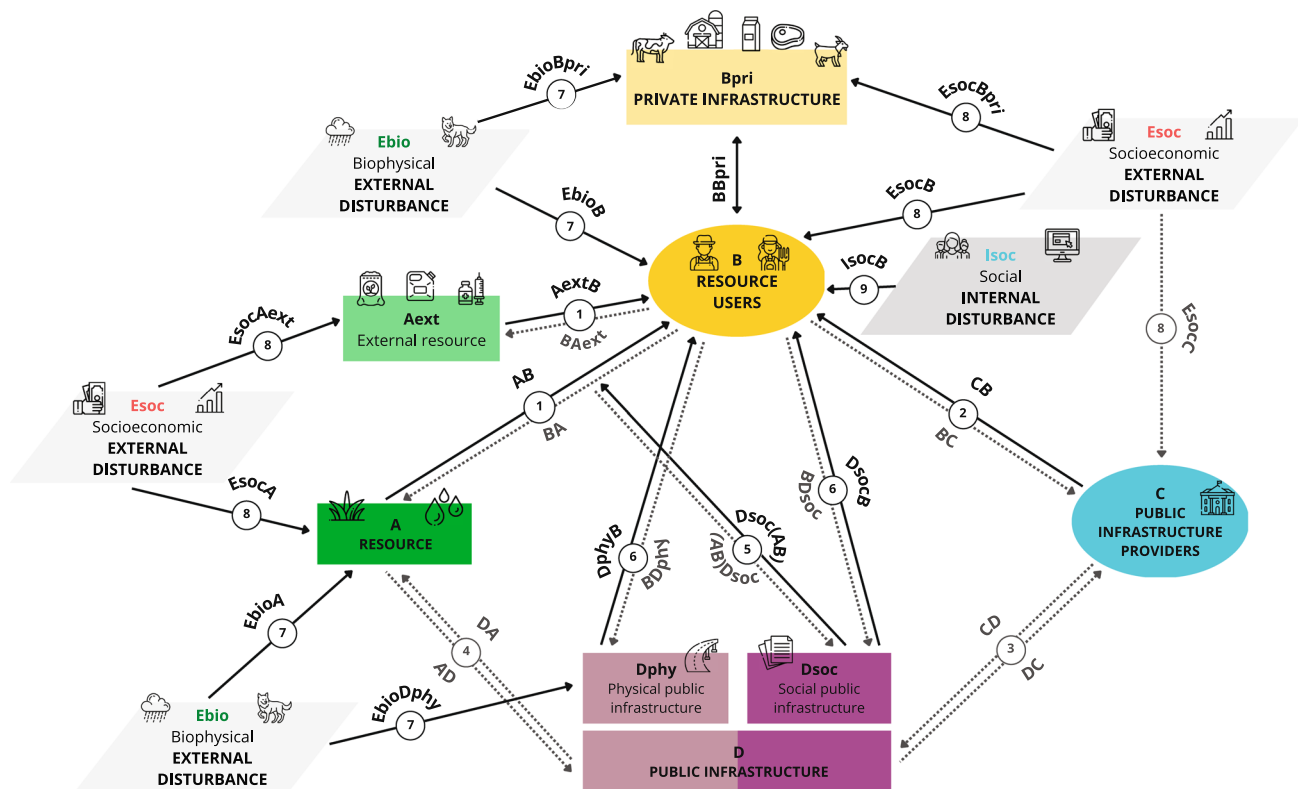 Bpri
PRIVATE INFRASTRUCTURE
EbioBpri
7
EsocBpri
8
Ebio
Biophysical
EXTERNAL
DISTURBANCE
Esoc
Socioeconomic
EXTERNAL
DISTURBANCE
BBpri
EbioB
7
EsocB
8
B
RESOURCE
USERS
IsocB
9
Isoc
Social
INTERNAL
DISTURBANCE
Aext
External resource
AextB
1
BAext
EsocAext
8
EsocC
8
Esoc
Socioeconomic
EXTERNAL
DISTURBANCE
AB
1
BA
CB
2
BC
EsocA
8
A
RESOURCE
DphyB
6
BDphy
Dsoc(AB)
5
(AB)Dsoc
DsocB
6
BDsoc
C
PUBLIC
INFRASTRUCTURE
PROVIDERS
EbioA
7
DA
4
AD
CD
3
DC
Ebio
Biophysical
EXTERNAL
DISTURBANCE
EbioDphy
7
Dphy
Physical public
infrastructure
Dsoc
Social public
infrastructure
D
PUBLIC INFRASTRUCTURE